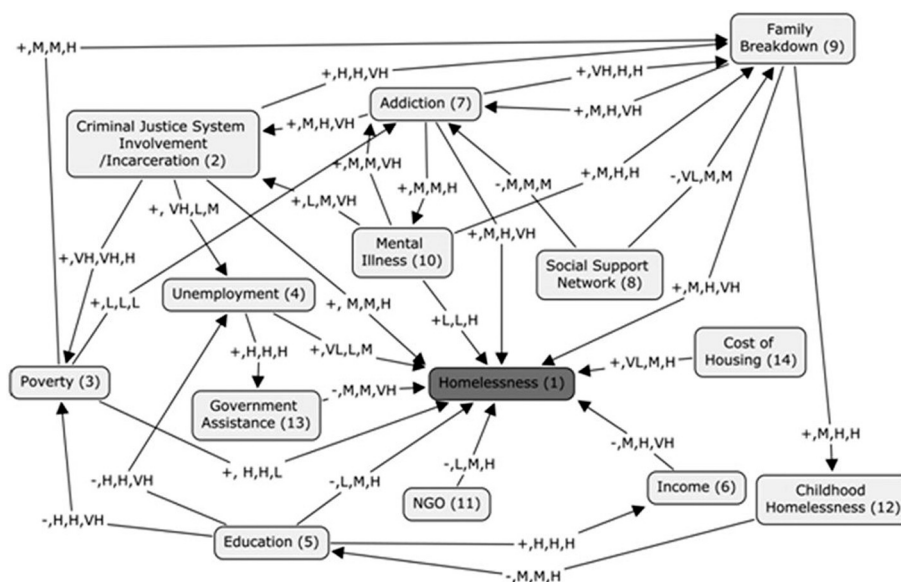 Family
Breakdown (9)
+,M,M,H
+,H,H,VH
+,VH,H,H
Addiction (7)
+,M,H,VH
+,M,H,VH
Criminal Justice System
Involvement
/Incarceration (2)
+,M,M,VH
+,M,H,H
-,VL,M,M
+,M,M,H
-,M,M,M
+,L,M,VH
+, VH,L,M
+,M,H,VH
Mental
Illness (10)
+,VH,VH,H
Social Support
Network (8)
Unemployment (4)
+,L,L,L
+, M,M,H
+,M,H,VH
+L,L,H
+,H,H,H
+,VL,L,M
Cost of
Housing (14)
+,VL,M,H
Poverty (3)
Homelessness (1)
-,M,M,VH
Government
Assistance (13)
+,M,H,H
-,M,H,VH
+, H,H,L
-,L,M,H
-,L,M,H
-,H,H,VH
NGO (11)
Income (6)
Childhood
Homelessness (12)
-,H,H,VH
Education (5)
+,H,H,H
-,M,M,H